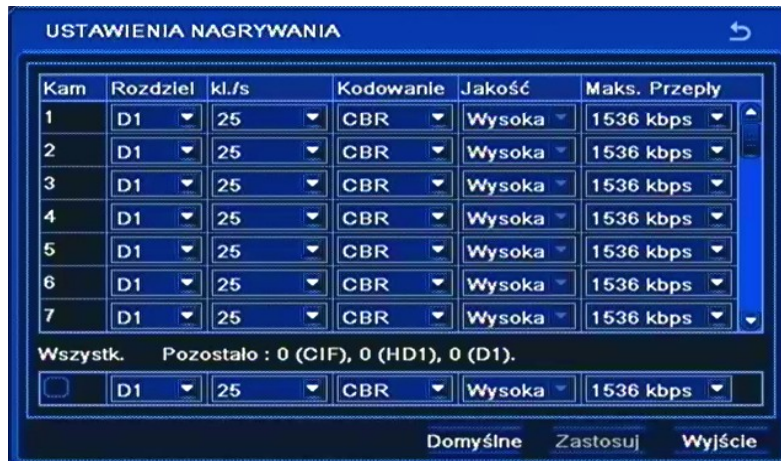 USTAWIENIA NAGRYWANIA
Kam Rozdziel kl./s Kodowanie Jakość Maks. Przepły
1 D1 25 CBR Wysoka 1536 kbps
2 D1 25 CBR Wysoka 1536 kbps
3 D1 25 CBR Wysoka 1536 kbps
4 D1 25 CBR Wysoka 1536 kbps
5 D1 25 CBR Wysoka 1536 kbps
6 D1 25 CBR Wysoka 1536 kbps
7 D1 25 CBR Wysoka 1536 kbps
Wszystk. Pozostało : 0 (CIF), 0 (HD1), 0 (D1).
D1 25 CBR Wysoka 1536 kbps
Domyślne Zastosuj Wyjście